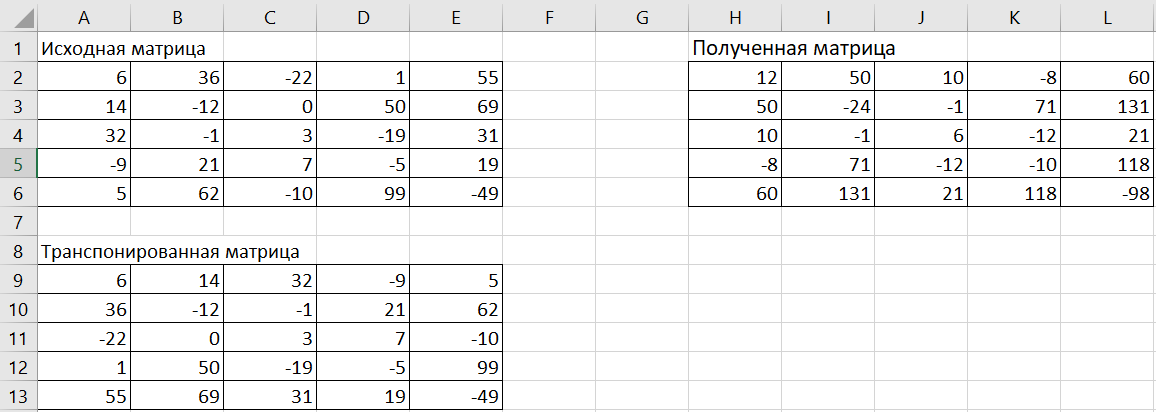 A B C D E F G H I J K L
1 Исходная матрица Полученная матрица
2 6 36 -22 1 55 12 50 10 -8 60
3 14 -12 0 50 69 50 -24 -1 71 131
4 32 -1 3 -19 31 10 -1 6 -12 21
5 -9 21 7 -5 19 -8 71 -12 -10 118
6 5 62 -10 99 -49 60 131 21 118 -98
7
8 Транспонированная матрица
9 6 14 32 -9 5
10 36 -12 -1 21 62
11 -22 0 3 7 -10
12 1 50 -19 -5 99
13 55 69 31 19 -49